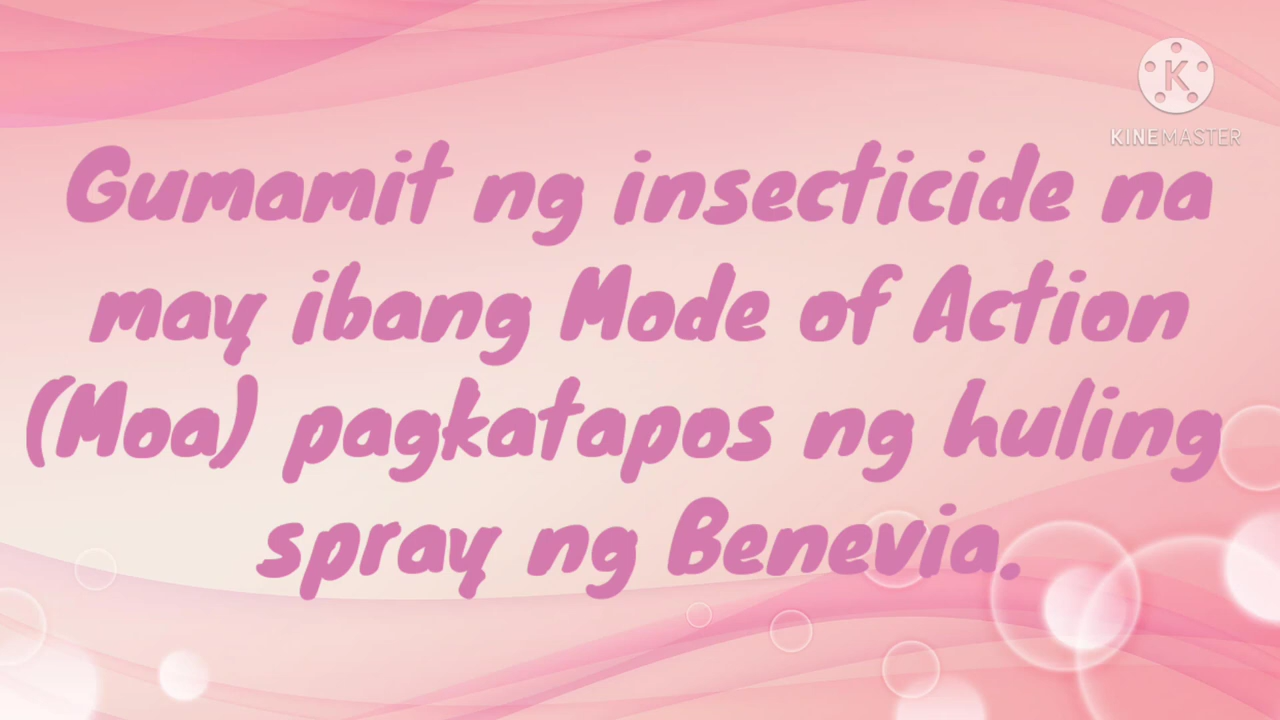 KINEMASTER
Gumamit ng insecticide na
may ibang Mode of Action
(Moa) pagkatapos ng huling
spray ng Benevia.